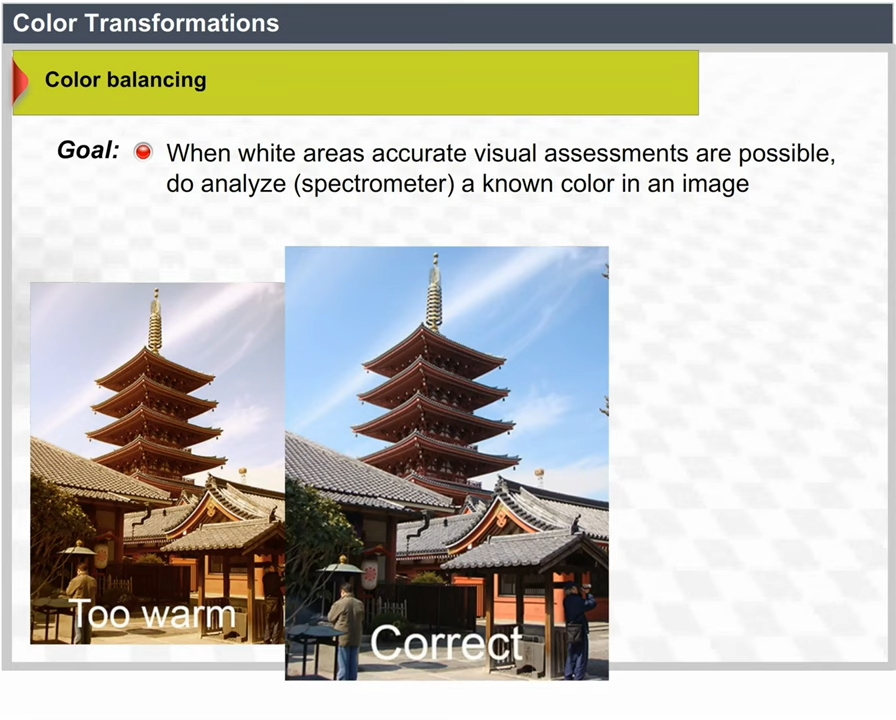 Color Transformations
Color balancing
Goal: When white areas accurate visual assessments are possible,
do analyze (spectrometer) a known color in an image
Too warm
Correct